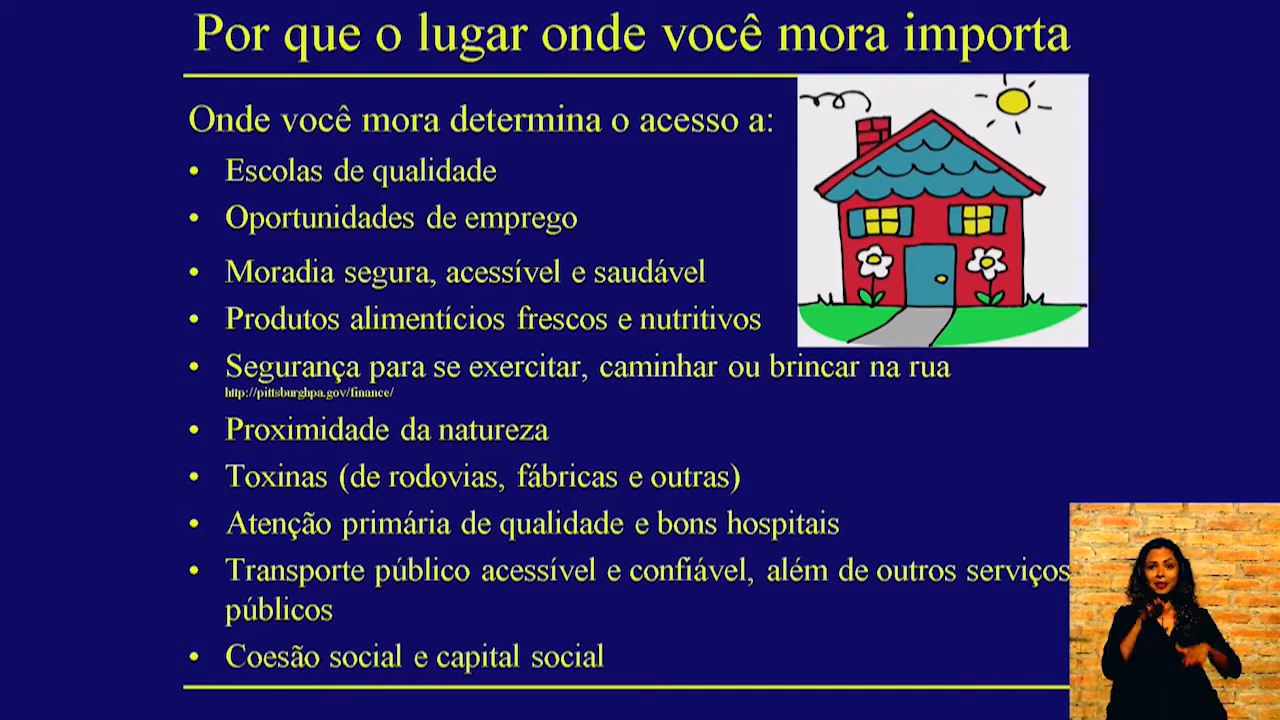 Por que o lugar onde você mora importa
Onde você mora determina o acesso a:
• Escolas de qualidade
• Oportunidades de emprego
• Moradia segura, acessível e saudável
• Produtos alimentícios frescos e nutritivos
• Segurança para se exercitar, caminhar ou brincar na rua
http://pittsburghpa.gov/finance/
• Proximidade da natureza
• Toxinas (de rodovias, fábricas e outras)
• Atenção primária de qualidade e bons hospitais
• Transporte público acessível e confiável, além de outros serviços
públicos
• Coesão social e capital social